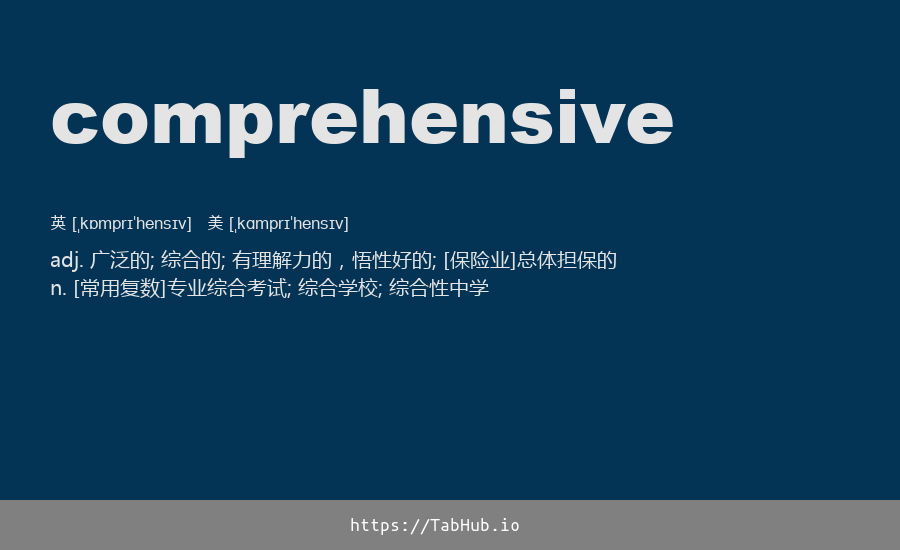 comprehensive
英 [ˌkɒmprɪˈhensɪv] 美 [ˌkɑmprɪˈhensɪv]
adj. 广泛的; 综合的; 有理解力的，悟性好的; [保险业]总体担保的
n. [常用复数]专业综合考试; 综合学校; 综合性中学
https://TabHub.io